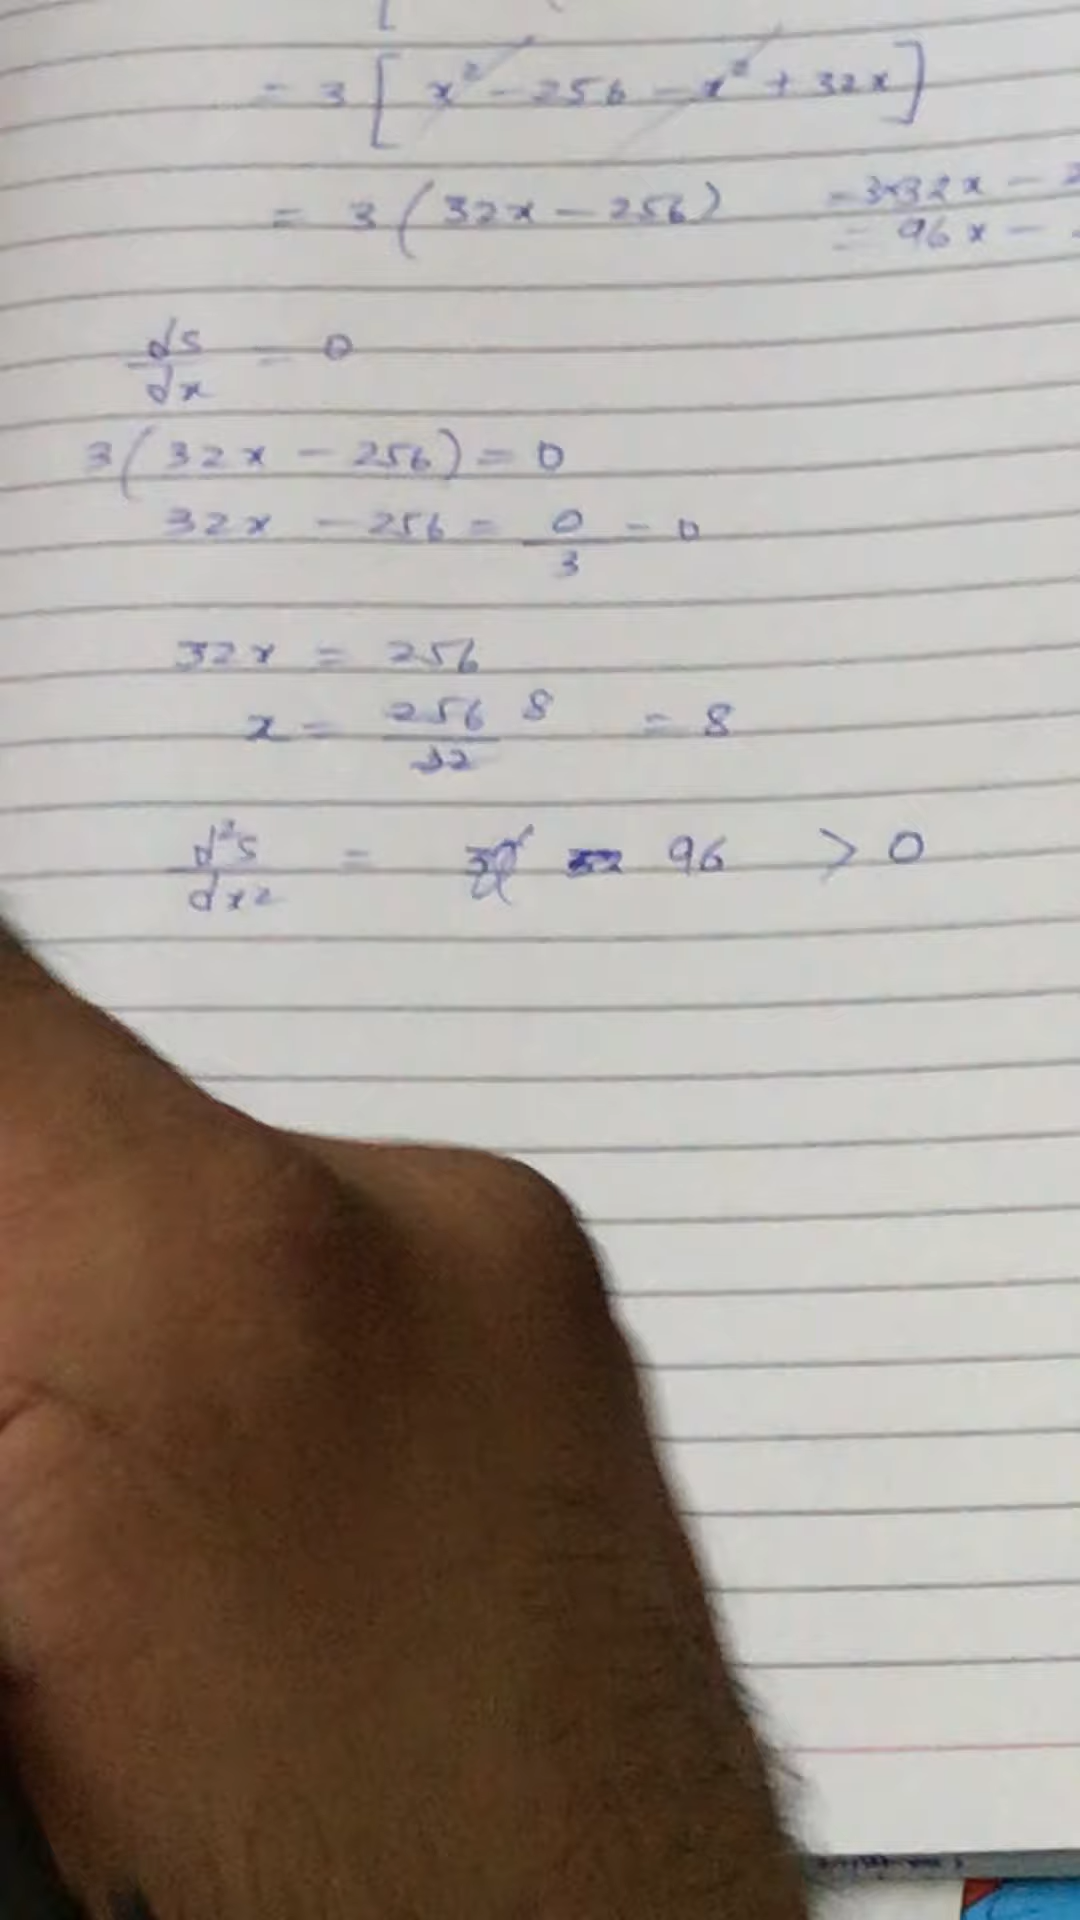 = 3 [ x² - 256 - x² + 32x ]
= 3 ( 32x - 256 )
= 3×32x -
= 96x -
ds/dx = 0
3 ( 32x - 256 ) = 0
32x - 256 = 0/3 = 0
32x = 256
x = 256/32 8 = 8
d²s/dx2 = 96 > 0